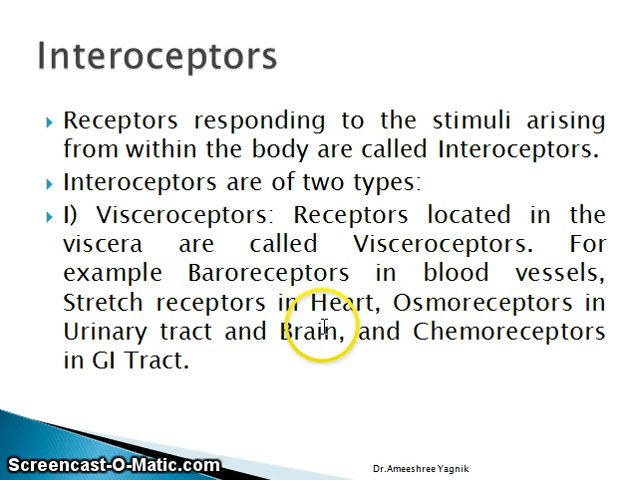 Interoceptors
Receptors responding to the stimuli arising
from within the body are called Interoceptors.
Interoceptors are of two types:
I) Visceroceptors: Receptors located in the
viscera are called Visceroceptors. For
example Baroreceptors in blood vessels,
Stretch receptors in Heart, Osmoreceptors in
Urinary tract and Brain, and Chemoreceptors
in GI Tract.
Screencast-O-Matic.com
Dr.Ameeshree Yagnik